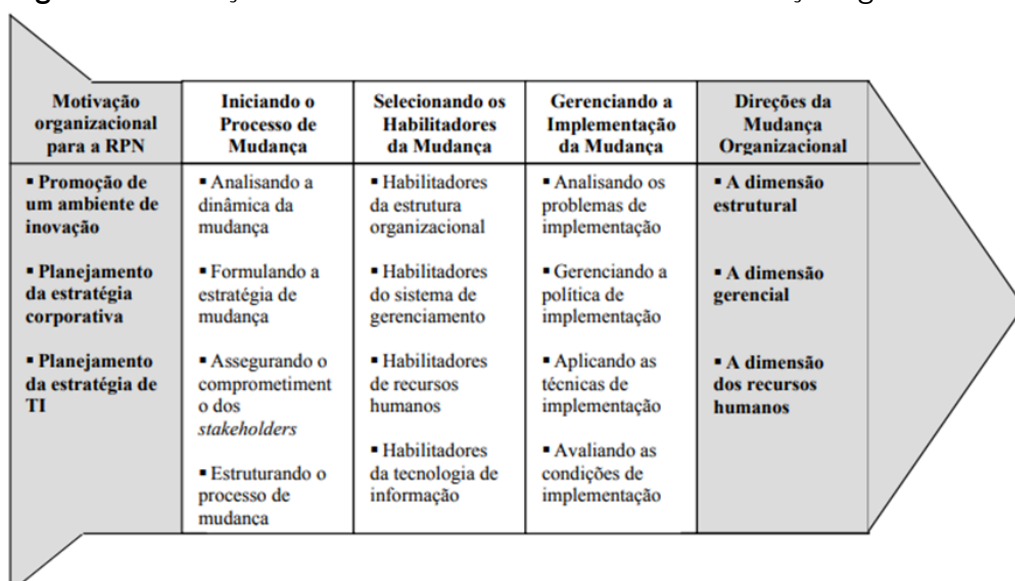 Motivação
organizacional
para a RPN
Iniciando o
Processo de
Mudança
Selecionando os
Habilitadores
da Mudança
Gerenciando a
Implementação
da Mudança
Direções da
Mudança
Organizacional
▪ Promoção de
um ambiente de
inovação
▪ Planejamento
da estratégia
corporativa
▪ Planejamento
da estratégia de
TI
▪ Analisando a
dinâmica da
mudança
▪ Formulando a
estratégia de
mudança
▪ Assegurando o
comprometiment
o dos
stakeholders
▪ Estruturando o
processo de
mudança
▪ Habilitadores
da estrutura
organizacional
▪ Habilitadores
do sistema de
gerenciamento
▪ Habilitadores
de recursos
humanos
▪ Habilitadores
da tecnologia de
informação
▪ Analisando os
problemas de
implementação
▪ Gerenciando a
política de
implementação
▪ Aplicando as
técnicas de
implementação
▪ Avaliando as
condições de
implementação
▪ A dimensão
estrutural
▪ A dimensão
gerencial
▪ A dimensão
dos recursos
humanos